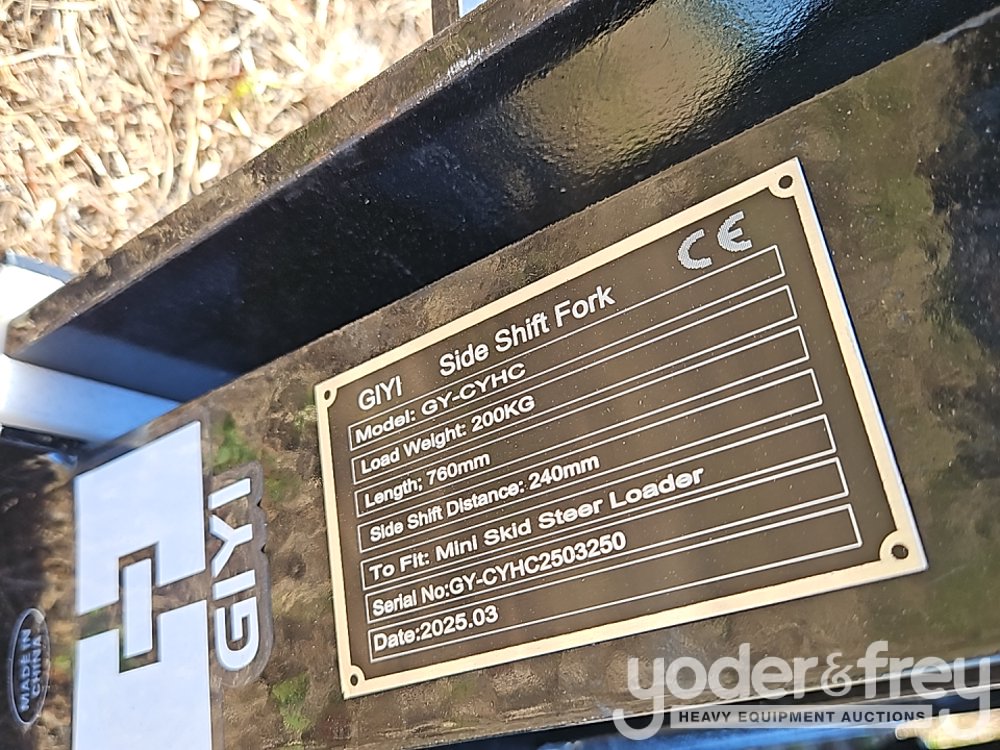 GIYI Side Shift Fork CE
Model: GY-CYHC
Load Weight: 200KG
Length: 760mm
Side Shift Distance: 240mm
To Fit: Mini Skid Steer Loader
Serial No:GY-CYHC2503250
Date:2025.03
GIYI
MADE IN
CHINA
yoder&frey
HEAVY EQUIPMENT AUCTIONS